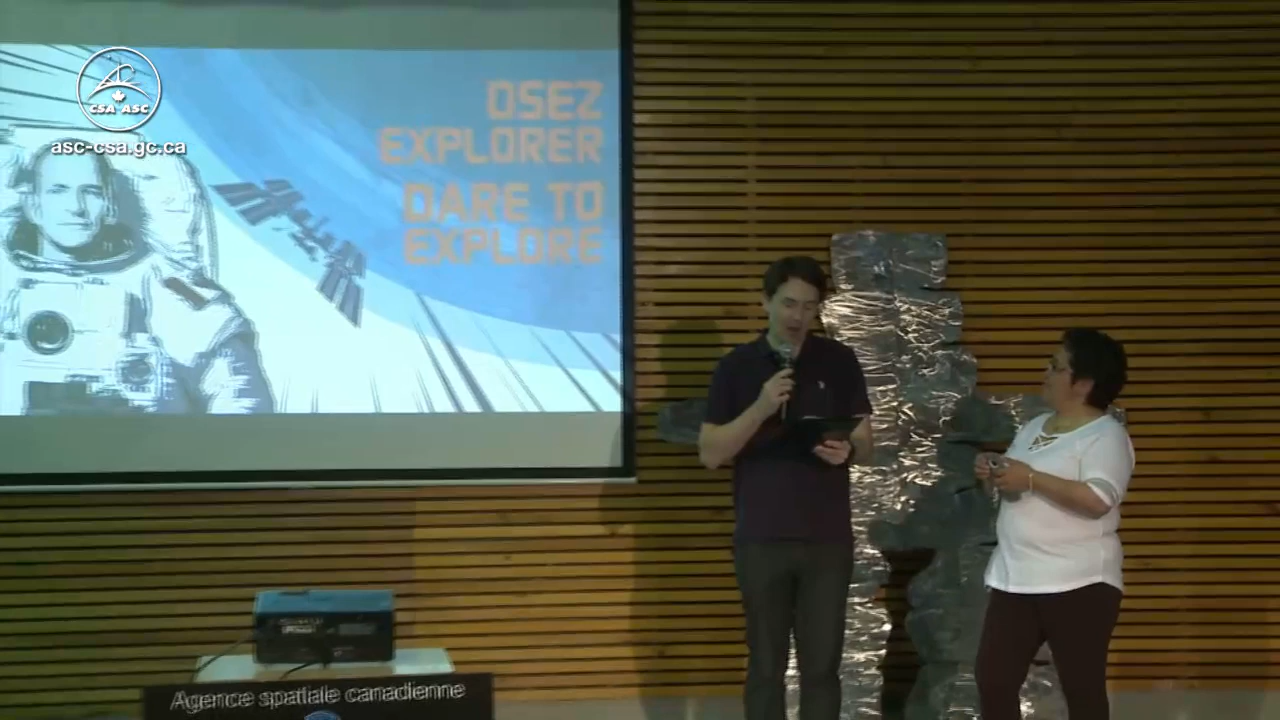 CSA ASC
asc-csa.gc.ca
OSEZ
EXPLORER
DARE TO
EXPLORE
Agence spatiale canadienne